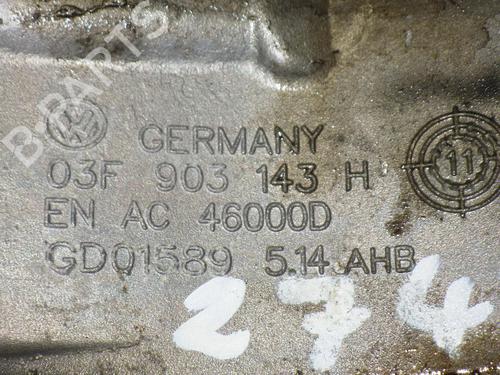 B-PARTS
GERMANY
03F 903 143 H
11
EN AC 46000D
GD01589 5.14 AHB
274